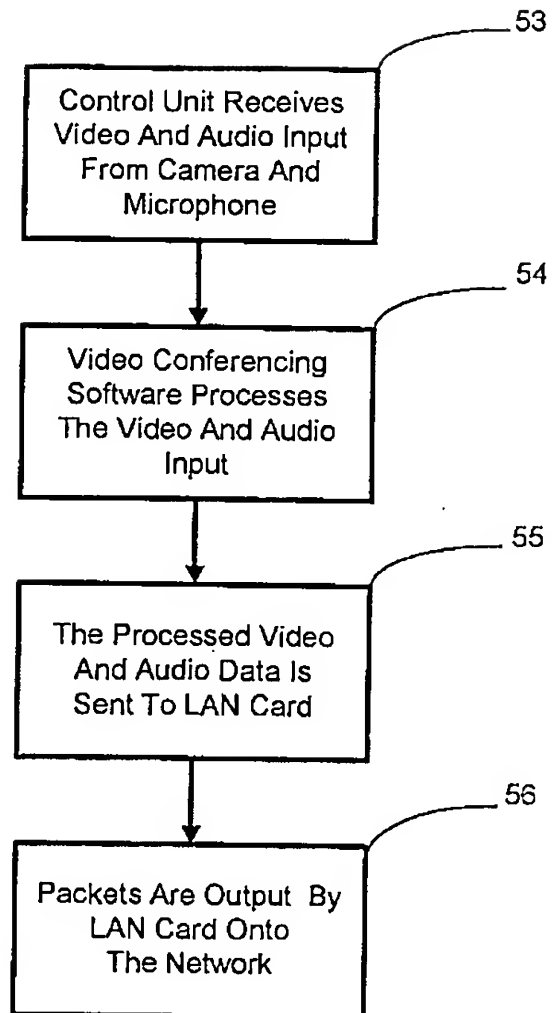 53
Control Unit Receives
Video And Audio Input
From Camera And
Microphone
54
Video Conferencing
Software Processes
The Video And Audio
Input
55
The Processed Video
And Audio Data Is
Sent To LAN Card
56
Packets Are Output By
LAN Card Onto
The Network